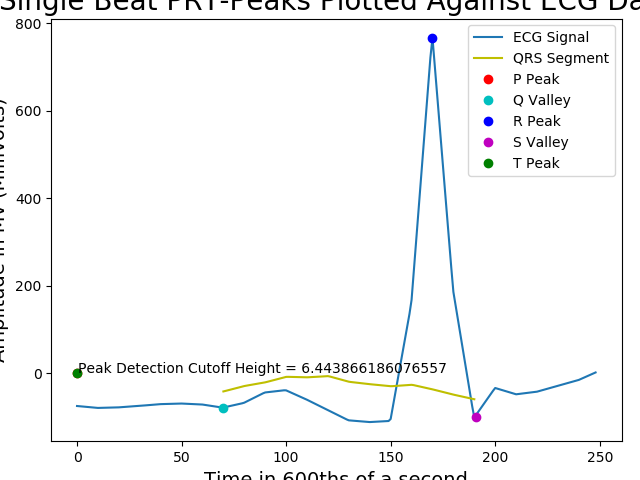 Single Beat PRT-Peaks Plotted Against ECG Da
800
600
400
200
0
Amplitude in MV (Millivolts)
ECG Signal
QRS Segment
P Peak
Q Valley
R Peak
S Valley
T Peak
Peak Detection Cutoff Height = 6.443866186076557
0
50
100
150
200
250
Time in 600ths of a second